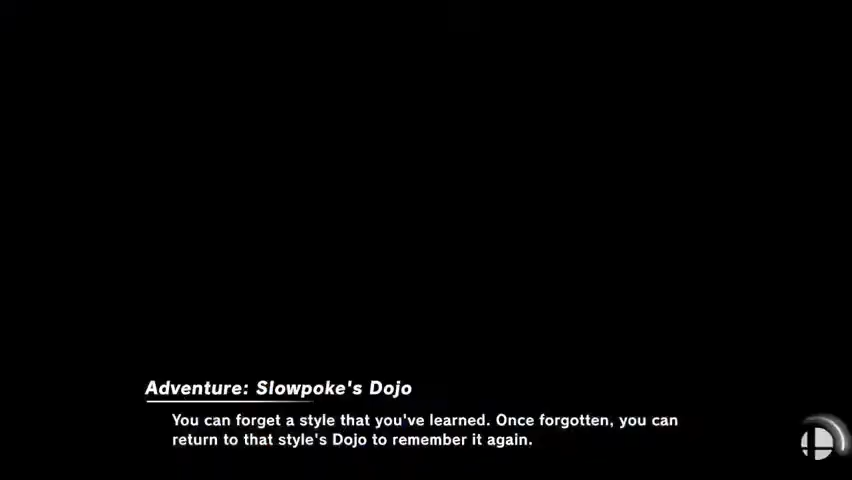 Adventure: Slowpoke's Dojo
You can forget a style that you've learned. Once forgotten, you can
return to that style's Dojo to remember it again.